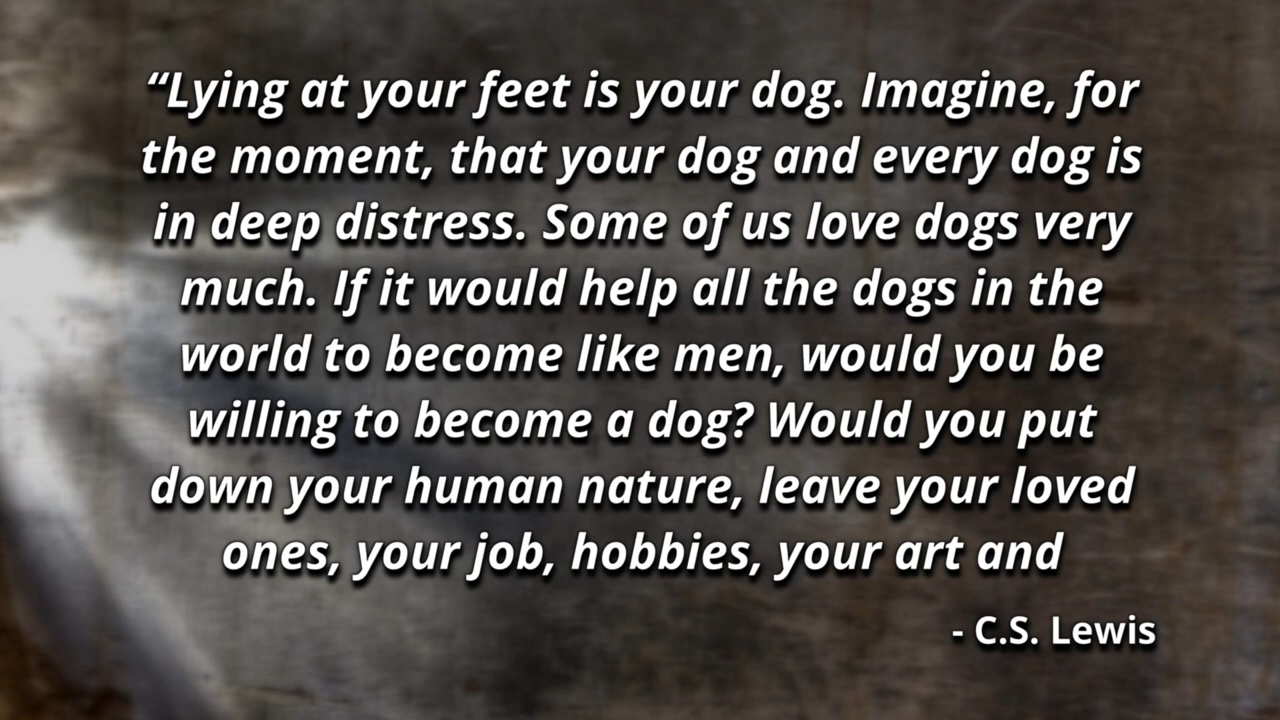 “Lying at your feet is your dog. Imagine, for
the moment, that your dog and every dog is
in deep distress. Some of us love dogs very
much. If it would help all the dogs in the
world to become like men, would you be
willing to become a dog? Would you put
down your human nature, leave your loved
ones, your job, hobbies, your art and
- C.S. Lewis